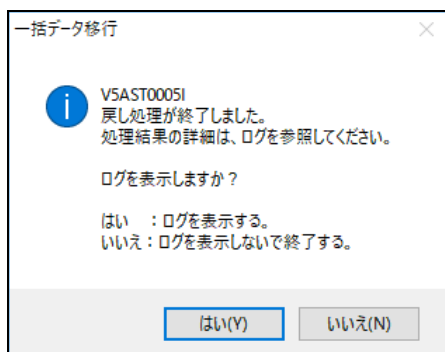 一括データ移行
V5AST0005I
戻し処理が終了しました。
処理結果の詳細は、ログを参照してください。
ログを表示しますか？
はい　：ログを表示する。
いいえ：ログを表示しないで終了する。
はい(Y)
いいえ(N)